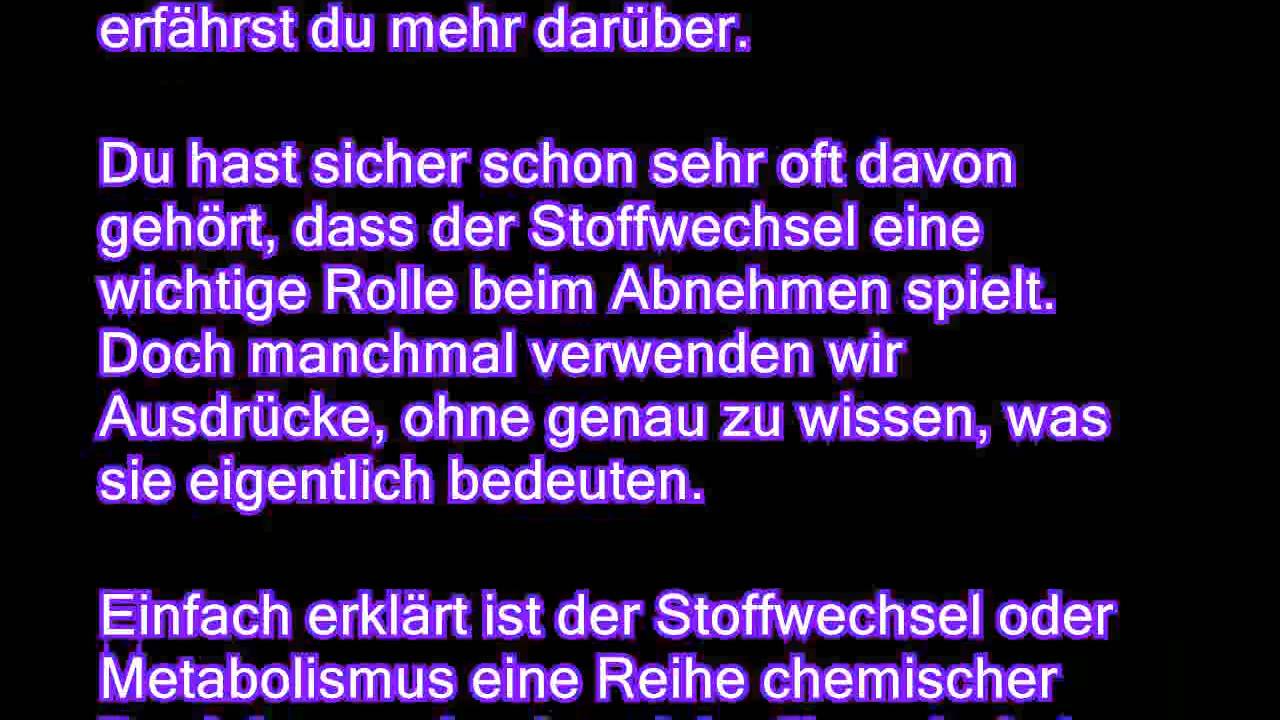 erfährst du mehr darüber.
Du hast sicher schon sehr oft davon
gehört, dass der Stoffwechsel eine
wichtige Rolle beim Abnehmen spielt.
Doch manchmal verwenden wir
Ausdrücke, ohne genau zu wissen, was
sie eigentlich bedeuten.
Einfach erklärt ist der Stoffwechsel oder
Metabolismus eine Reihe chemischer